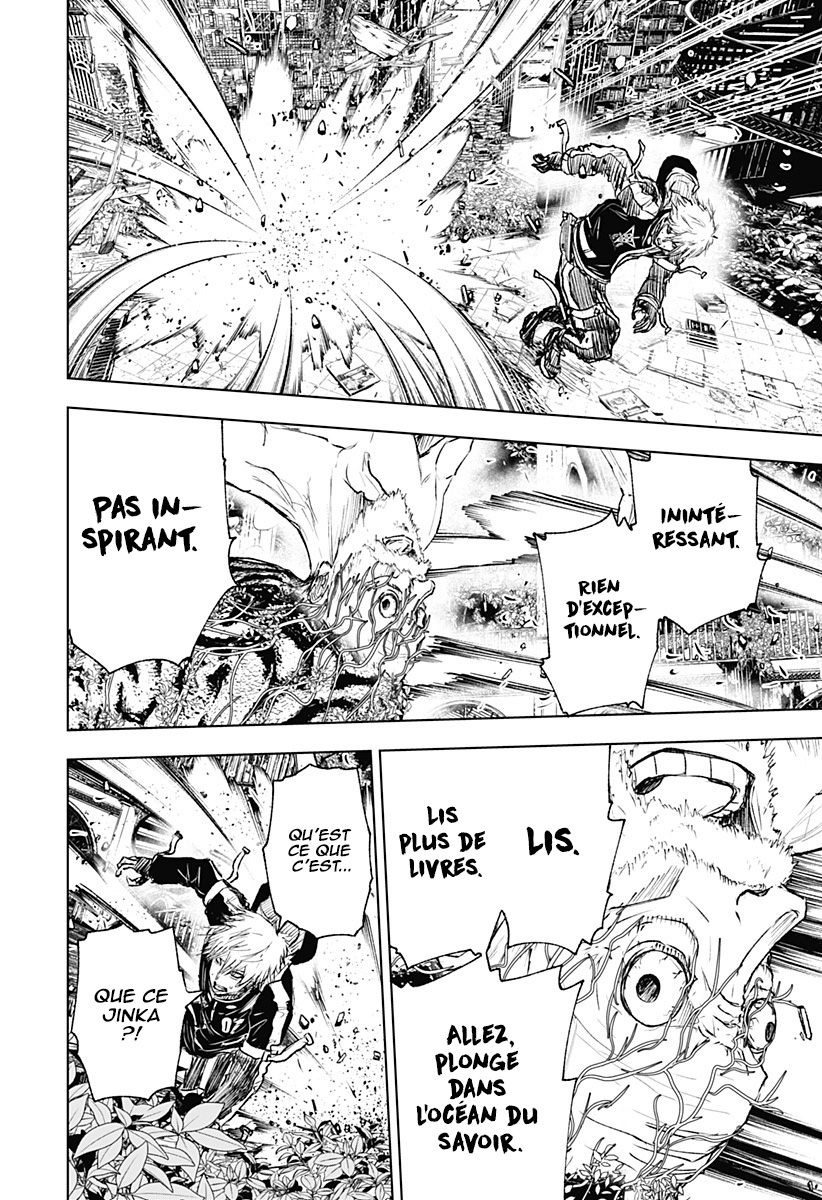 ININTÉ-
RESSANT.
RIEN
D'EXCEP-
TIONNEL.
PAS IN-
SPIRANT.
LIS.
LIS
PLUS DE
LIVRES.
ALLEZ,
PLONGE
DANS
L'OCÉAN DU
SAVOIR.
QU'EST
CE QUE
C'EST...
QUE CE
JINKA
?!
07